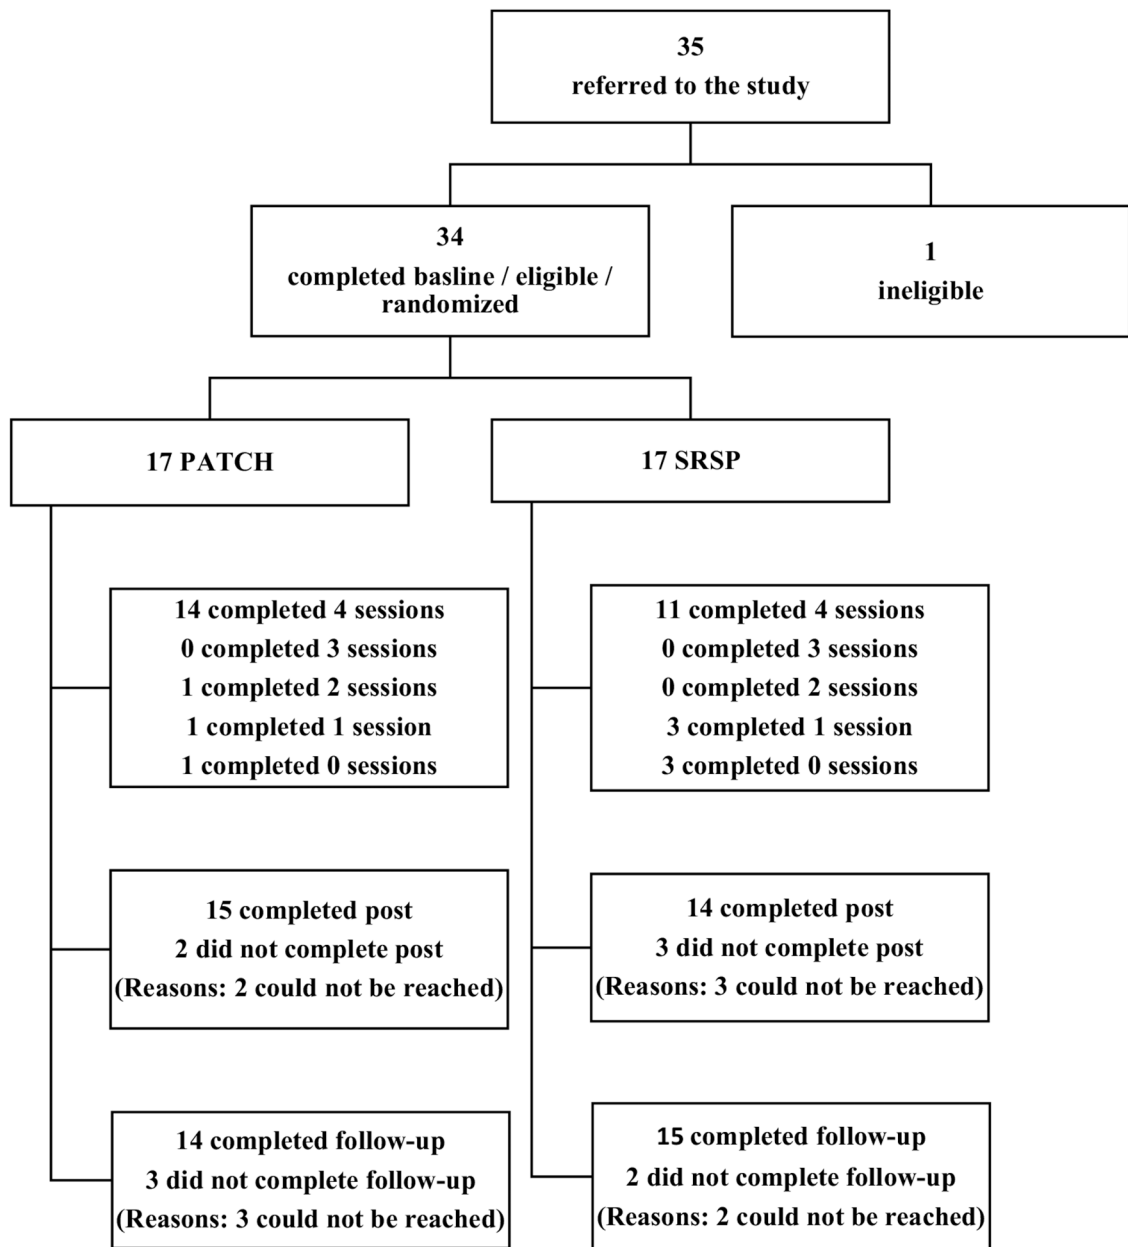 35
referred to the study
34
completed basline / eligible /
randomized
1
ineligible
17 PATCH
17 SRSP
14 completed 4 sessions
0 completed 3 sessions
1 completed 2 sessions
1 completed 1 session
1 completed 0 sessions
11 completed 4 sessions
0 completed 3 sessions
0 completed 2 sessions
3 completed 1 session
3 completed 0 sessions
15 completed post
2 did not complete post
(Reasons: 2 could not be reached)
14 completed post
3 did not complete post
(Reasons: 3 could not be reached)
14 completed follow-up
3 did not complete follow-up
(Reasons: 3 could not be reached)
15 completed follow-up
2 did not complete follow-up
(Reasons: 2 could not be reached)